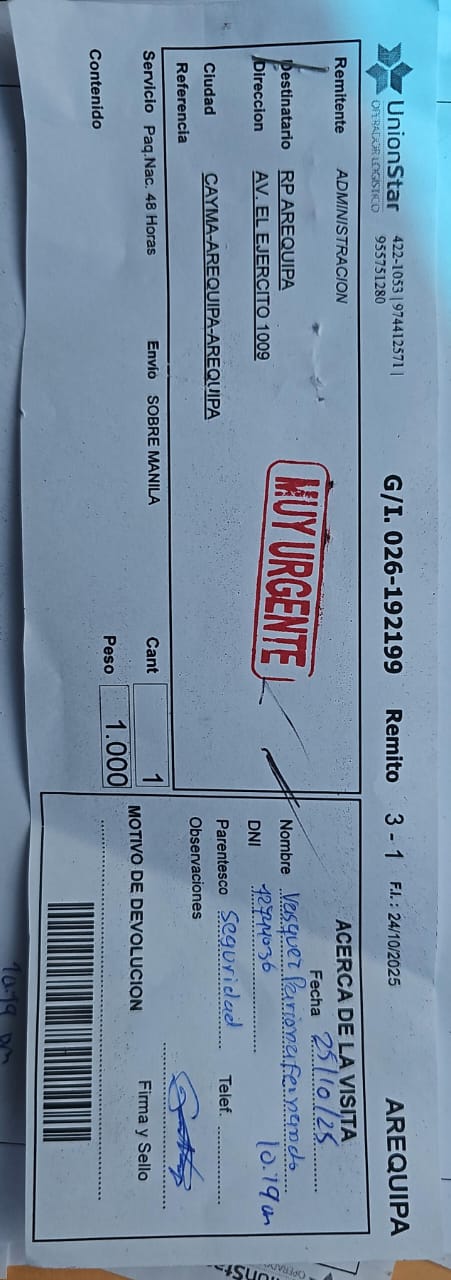 UnionStar
OPERADOR LOGISTICO
422-1053 | 974412571 |
955751280
G/I. 026-192199 Remito 3 - 1 F.I.: 24/10/2025 AREQUIPA
Remitente ADMINISTRACION
Destinatario RP AREQUIPA
Direccion AV. EL EJERCITO 1009
Ciudad CAYMA-AREQUIPA-AREQUIPA
Referencia
MUY URGENTE
Servicio Paq.Nac. 48 Horas Envío SOBRE MANILA Cant 1
Contenido Peso 1.000
ACERCA DE LA VISITA
Fecha 25/10/25
Nombre Vasquez Fernando 10.19am
DNI
Parentesco Seguridad Telef.
Observaciones
MOTIVO DE DEVOLUCION Firma y Sello